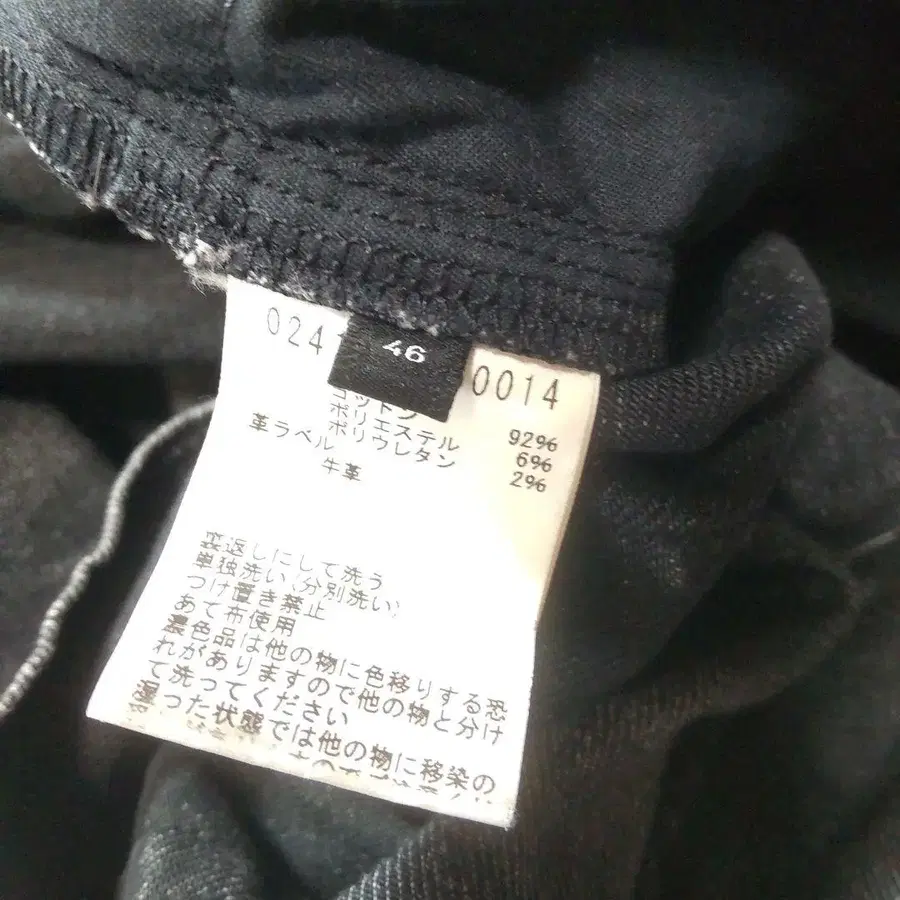 024
46
0014
コットン 92%
ポリエステル 6%
ポリウレタン 2%
革ラベル
牛革
裏返しにして洗う
単独洗い(分別洗い)
つけ置き禁止
あて布使用
濃色品は他の物に色移りする恐
れがありますので他の物と分け
て洗ってください
湿った状態では他の物に移染の